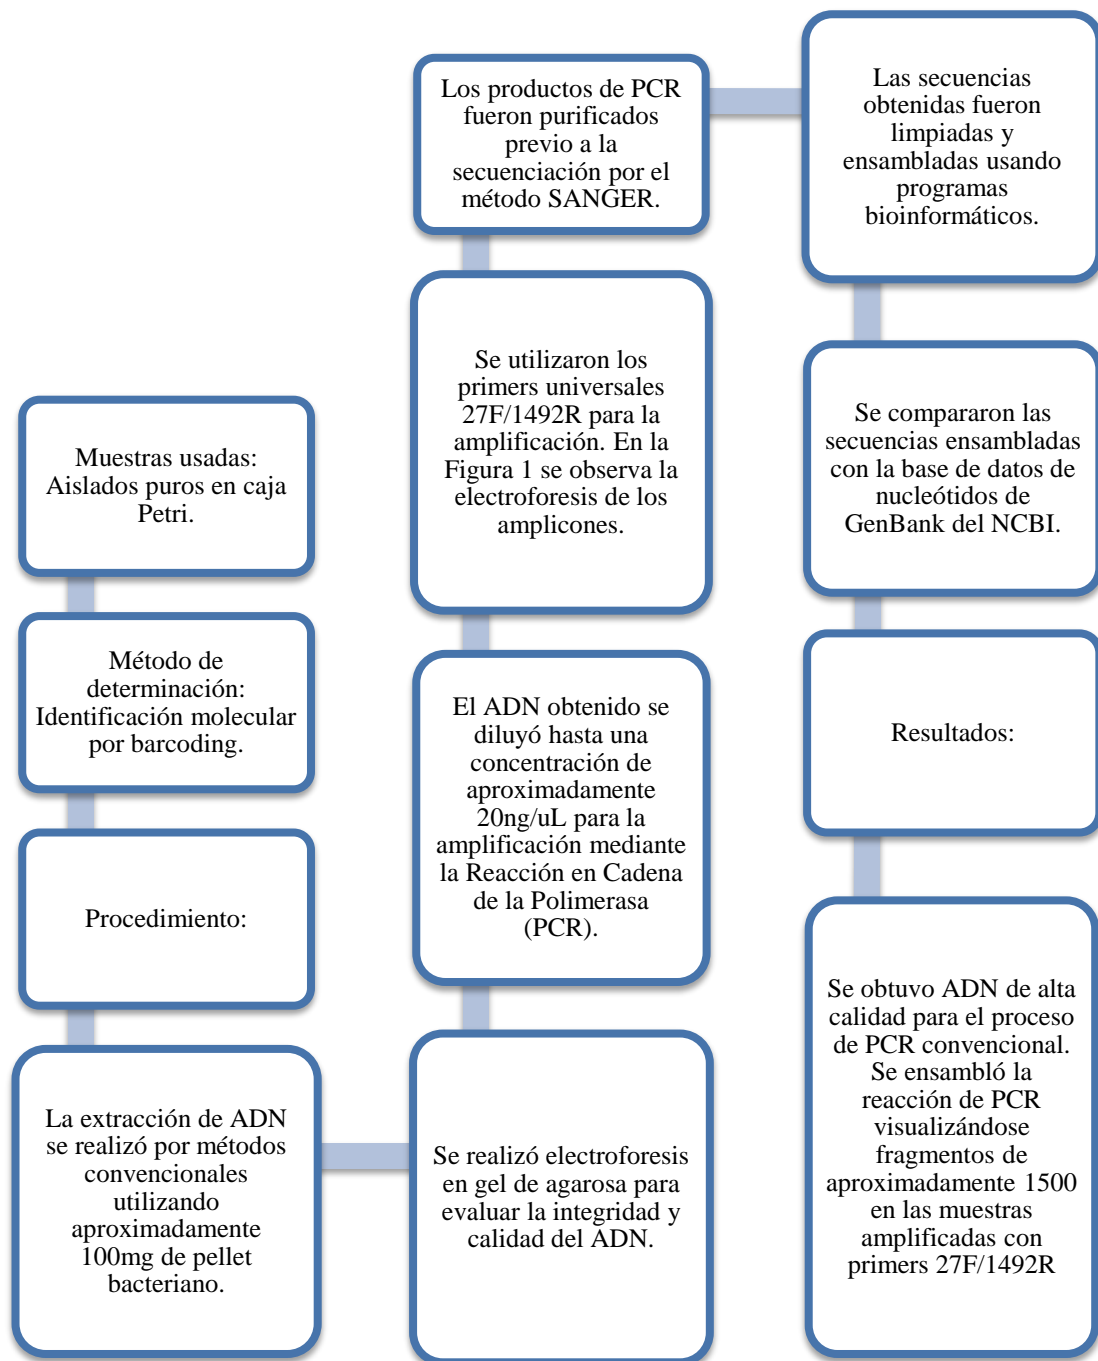 Muestras usadas:
Aislados puros en caja
Petri.
Método de
determinación:
Identificación molecular
por barcoding.
Procedimiento:
La extracción de ADN
se realizó por métodos
convencionales
utilizando
aproximadamente
100mg de pellet
bacteriano.
Se realizó electroforesis
en gel de agarosa para
evaluar la integridad y
calidad del ADN.
El ADN obtenido se
diluyó hasta una
concentración de
aproximadamente
20ng/uL para la
amplificación mediante
la Reacción en Cadena
de la Polimerasa
(PCR).
Se utilizaron los
primers universales
27F/1492R para la
amplificación. En la
Figura 1 se observa la
electroforesis de los
amplicones.
Los productos de PCR
fueron purificados
previo a la
secuenciación por el
método SANGER.
Las secuencias
obtenidas fueron
limpiadas y
ensambladas usando
programas
bioinformáticos.
Se compararon las
secuencias ensambladas
con la base de datos de
nucleótidos de
GenBank del NCBI.
Resultados:
Se obtuvo ADN de alta
calidad para el proceso
de PCR convencional.
Se ensambló la
reacción de PCR
visualizándose
fragmentos de
aproximadamente 1500
en las muestras
amplificadas con
primers 27F/1492R